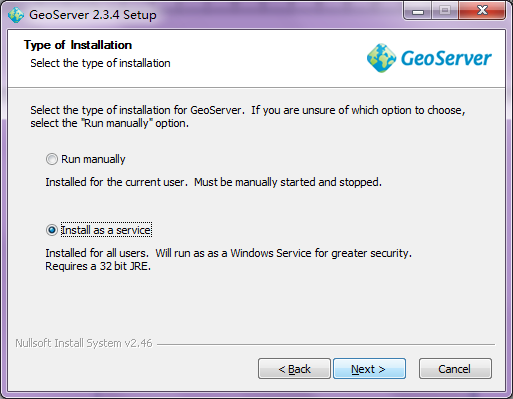 GeoServer 2.3.4 Setup
Type of Installation
Select the type of installation
GeoServer
Select the type of installation for GeoServer. If you are unsure of which option to choose,
select the "Run manually" option.
Run manually
Installed for the current user. Must be manually started and stopped.
Install as a service
Installed for all users. Will run as as a Windows Service for greater security.
Requires a 32 bit JRE.
Nullsoft Install System v2.46
< Back
Next >
Cancel